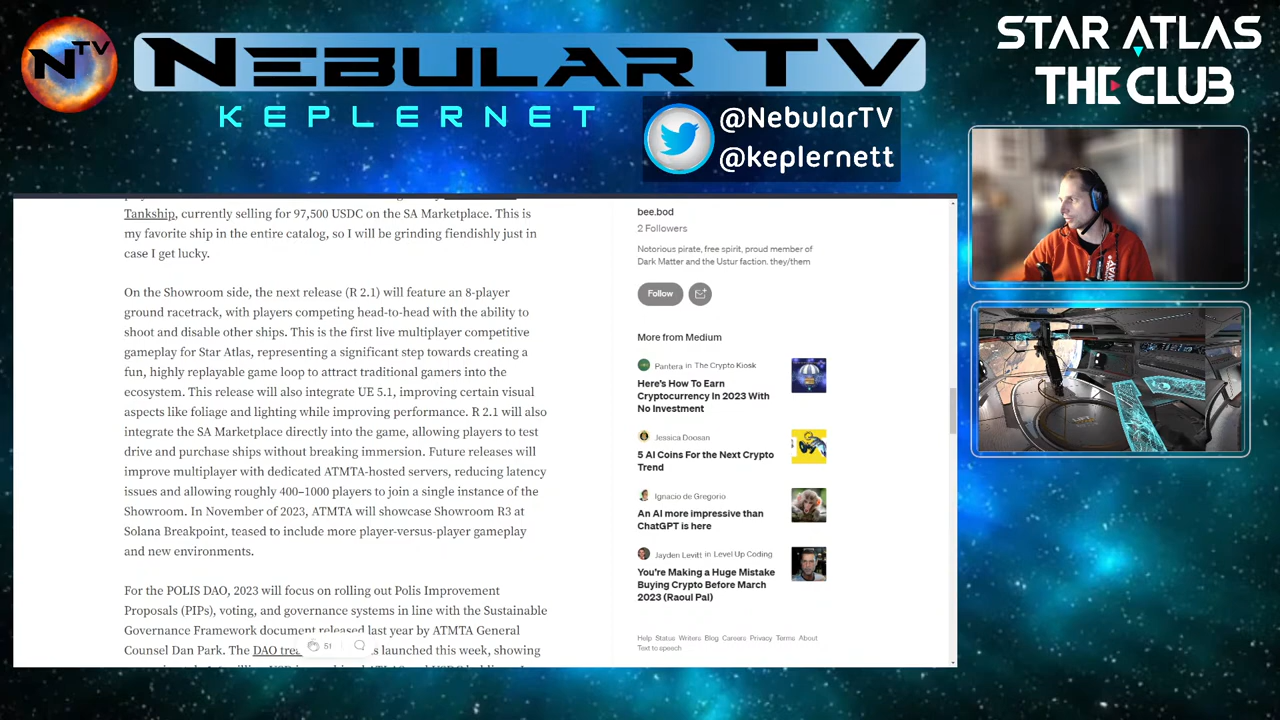 NTV
NEBULAR TV
KEPLERNET
@NebularTV
@keplernett
STAR ATLAS
THE CLUB
Tankship, currently selling for 97,500 USDC on the SA Marketplace. This is
my favorite ship in the entire catalog, so I will be grinding fiendishly just in
case I get lucky.
On the Showroom side, the next release (R 2.1) will feature an 8-player
ground racetrack, with players competing head-to-head with the ability to
shoot and disable other ships. This is the first live multiplayer competitive
gameplay for Star Atlas, representing a significant step towards creating a
fun, highly replayable game loop to attract traditional gamers into the
ecosystem. This release will also integrate UE 5.1, improving certain visual
aspects like foliage and lighting while improving performance. R 2.1 will also
integrate the SA Marketplace directly into the game, allowing players to test
drive and purchase ships without breaking immersion. Future releases will
improve multiplayer with dedicated ATMTA-hosted servers, reducing latency
issues and allowing roughly 400–1000 players to join a single instance of the
Showroom. In November of 2023, ATMTA will showcase Showroom R3 at
Solana Breakpoint, teased to include more player-versus-player gameplay
and new environments.
For the POLIS DAO, 2023 will focus on rolling out Polis Improvement
Proposals (PIPs), voting, and governance systems in line with the Sustainable
Governance Framework document released last year by ATMTA General
Counsel Dan Park. The DAO trea s launched this week, showing
51
bee.bod
2 Followers
Notorious pirate, free spirit, proud member of
Dark Matter and the Ustur faction. they/them
Follow
More from Medium
Pantera in The Crypto Kiosk
Here's How To Earn
Cryptocurrency In 2023 With
No Investment
Jessica Doosan
5 AI Coins For the Next Crypto
Trend
Ignacio de Gregorio
An AI more impressive than
ChatGPT is here
Jayden Levitt in Level Up Coding
You're Making a Huge Mistake
Buying Crypto Before March
2023 (Raoul Pal)
Help Status Writers Blog Careers Privacy Terms About
Text to speech